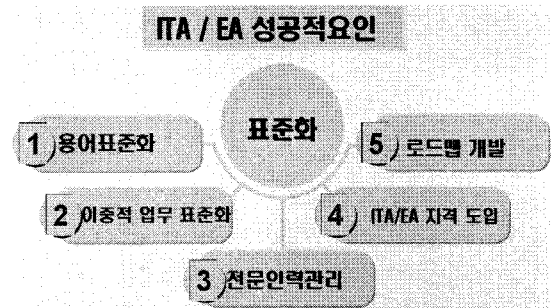 ITA / EA 성공적요인
표준화
1 용어표준화
2 이중적 업무 표준화
3 전문인력관리
4 ITA/EA 자격 도입
5 로드맵 개발